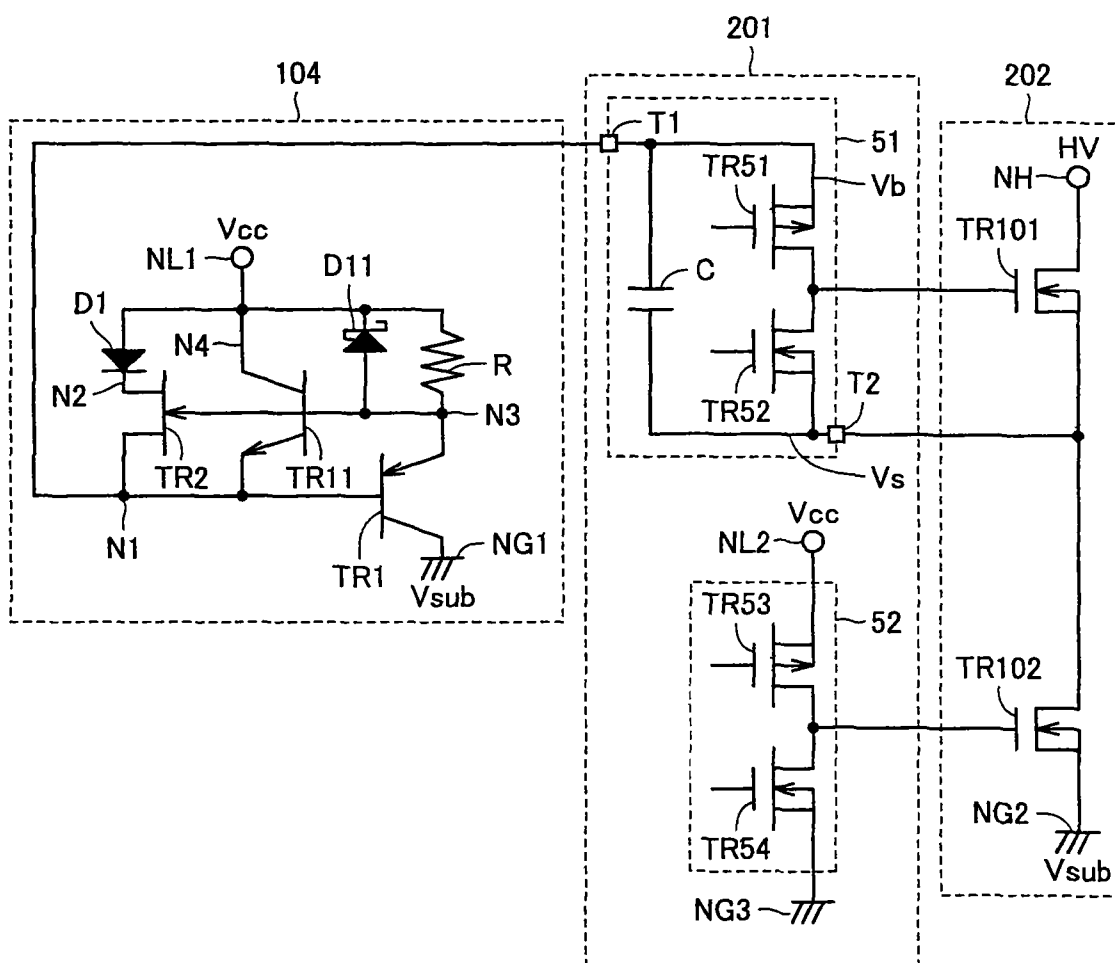 201
104
202
T1
51
HV
TR51
NH
Vb
Vcc
TR101
NL1
D11
C
D1
N4
R
T2
N2
N3
TR52
TR2
TR11
Vs
Vcc
N1
NG1
NL2
TR1
Vsub
TR53
52
TR102
NG2
TR54
Vsub
NG3